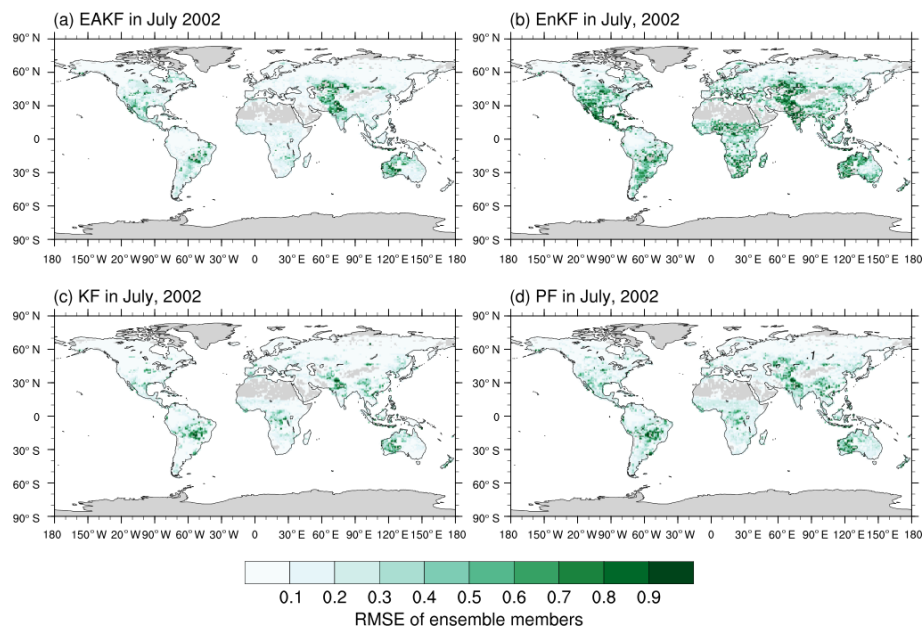 (a) EAKF in July 2002
(b) EnKF in July, 2002
90° N
60° N
30° N
0
30° S
60° S
90° S
180 150° W 120° W 90° W 60° W 30° W 0 30° E 60° E 90° E 120° E 150° E 180
90° N
60° N
30° N
0
30° S
60° S
90° S
180 150° W 120° W 90° W 60° W 30° W 0 30° E 60° E 90° E 120° E 150° E 180
(c) KF in July, 2002
(d) PF in July, 2002
90° N
60° N
30° N
0
30° S
60° S
90° S
180 150° W 120° W 90° W 60° W 30° W 0 30° E 60° E 90° E 120° E 150° E 180
90° N
60° N
30° N
0
30° S
60° S
90° S
180 150° W 120° W 90° W 60° W 30° W 0 30° E 60° E 90° E 120° E 150° E 180
0.1 0.2 0.3 0.4 0.5 0.6 0.7 0.8 0.9
RMSE of ensemble members